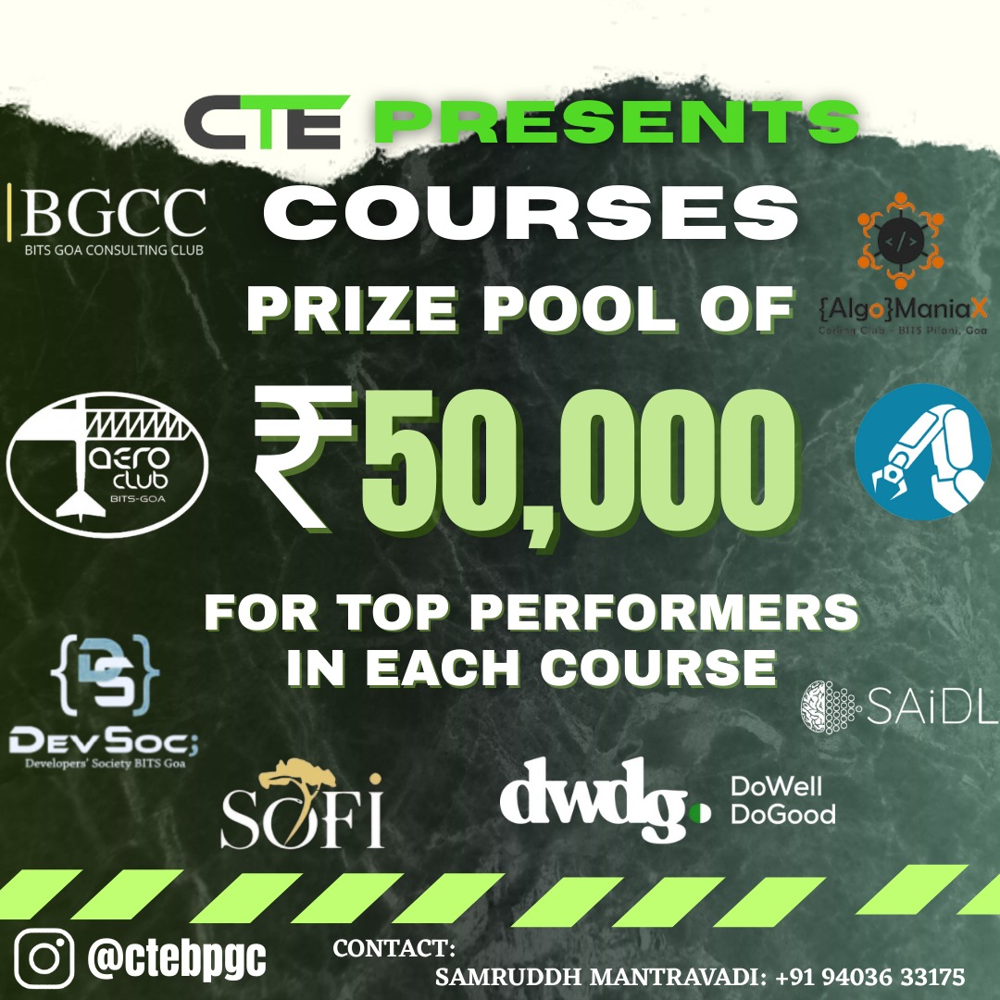 CTE PRESENTS
COURSES
BGCC
BITS GOA CONSULTING CLUB
PRIZE POOL OF
</>
{Algo}ManiaX
Coding Club - BITS Pilani, Goa
₹50,000
aero
club
BITS-GOA
FOR TOP PERFORMERS
IN EACH COURSE
{DS}
DEVSOC;
Developers' Society BITS Goa
SAiDL
SOFI
dwdg.
DoWell
DoGood
@ctebpgc
CONTACT:
SAMRUDDH MANTRAVADI: +91 94036 33175